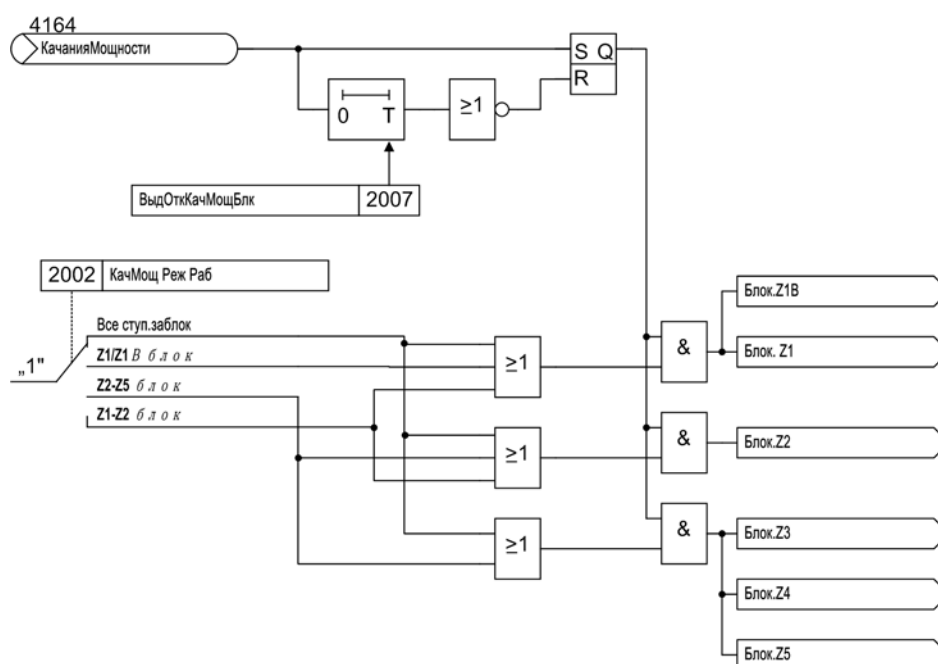 4164
КачанияМощности
S Q
R
0 T
≥1
ВыдОткКачМощБлк 2007
2002 КачМощ Реж Раб
Все ступ.заблок
Z1/Z1 В блок
„1"
Z2-Z5 блок
Z1-Z2 блок
≥1
≥1
≥1
&
&
&
Блок.Z1B
Блок. Z1
Блок.Z2
Блок.Z3
Блок.Z4
Блок.Z5